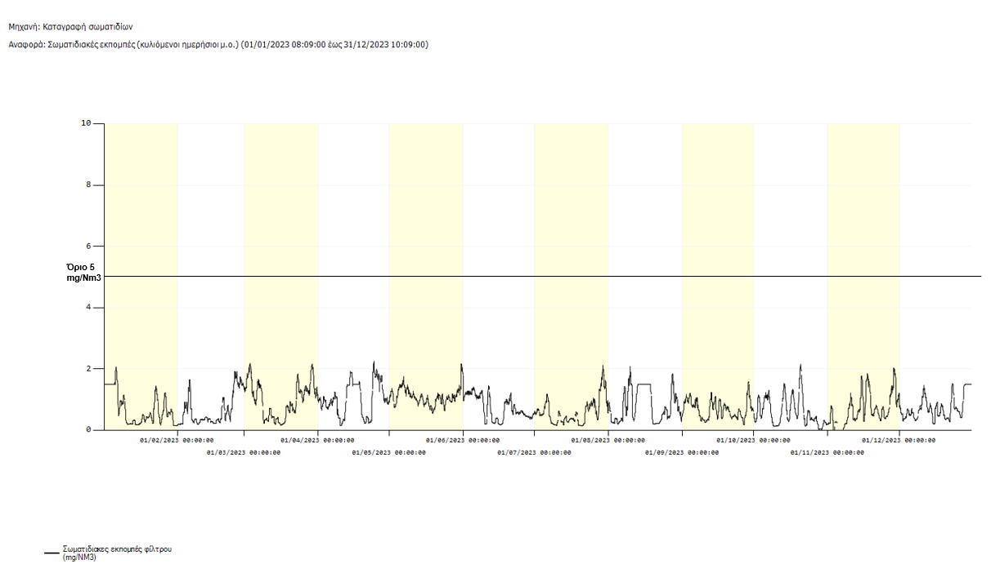 Μηχανή: Καταγραφή σωματιδίων
Αναφορά: Σωματιδιακές εκπομπές (κυλιόμενοι ημερήσιοι μ.ο.) (01/01/2023 08:09:00 έως 31/12/2023 10:09:00)
10
8
6
Όριο 5
mg/Nm3
4
2
0
01/02/2023 00:00:00
01/03/2023 00:00:00
01/04/2023 00:00:00
01/05/2023 00:00:00
01/06/2023 00:00:00
01/07/2023 00:00:00
01/08/2023 00:00:00
01/09/2023 00:00:00
01/10/2023 00:00:00
01/11/2023 00:00:00
01/12/2023 00:00:00
Σωματιδιακες εκπομπές φίλτρου
(mg/NM3)